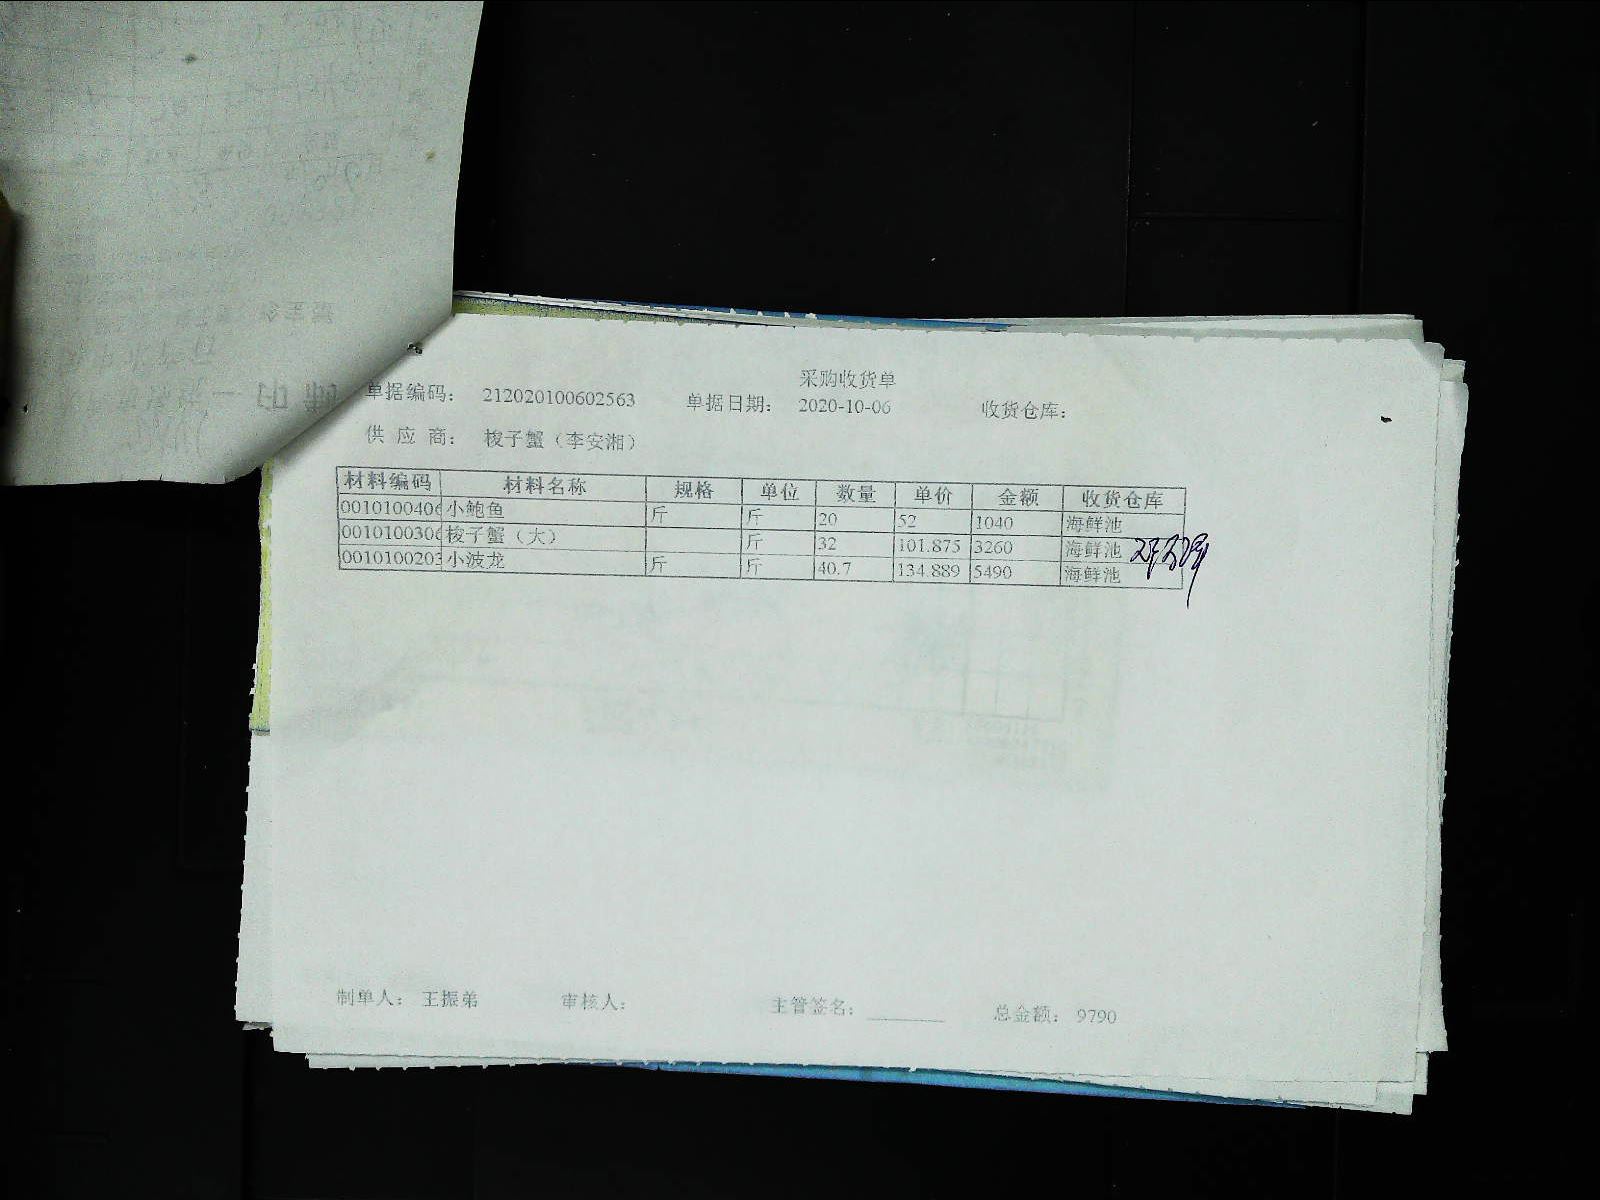 采购收货单
单据编码： 212020100602563 单据日期： 2020-10-06 收货仓库：
供 应 商： 梭子蟹（李安湘）
材料编码 材料名称 规格 单位 数量 单价 金额 收货仓库
0010100406 小鲍鱼 斤 斤 20 52 1040 海鲜池
0010100306 梭子蟹（大） 斤 32 101.875 3260 海鲜池
0010100203 小波龙 斤 斤 40.7 134.889 5490 海鲜池
制单人： 王振弟 审核人： 主管签名： 总金额： 9790